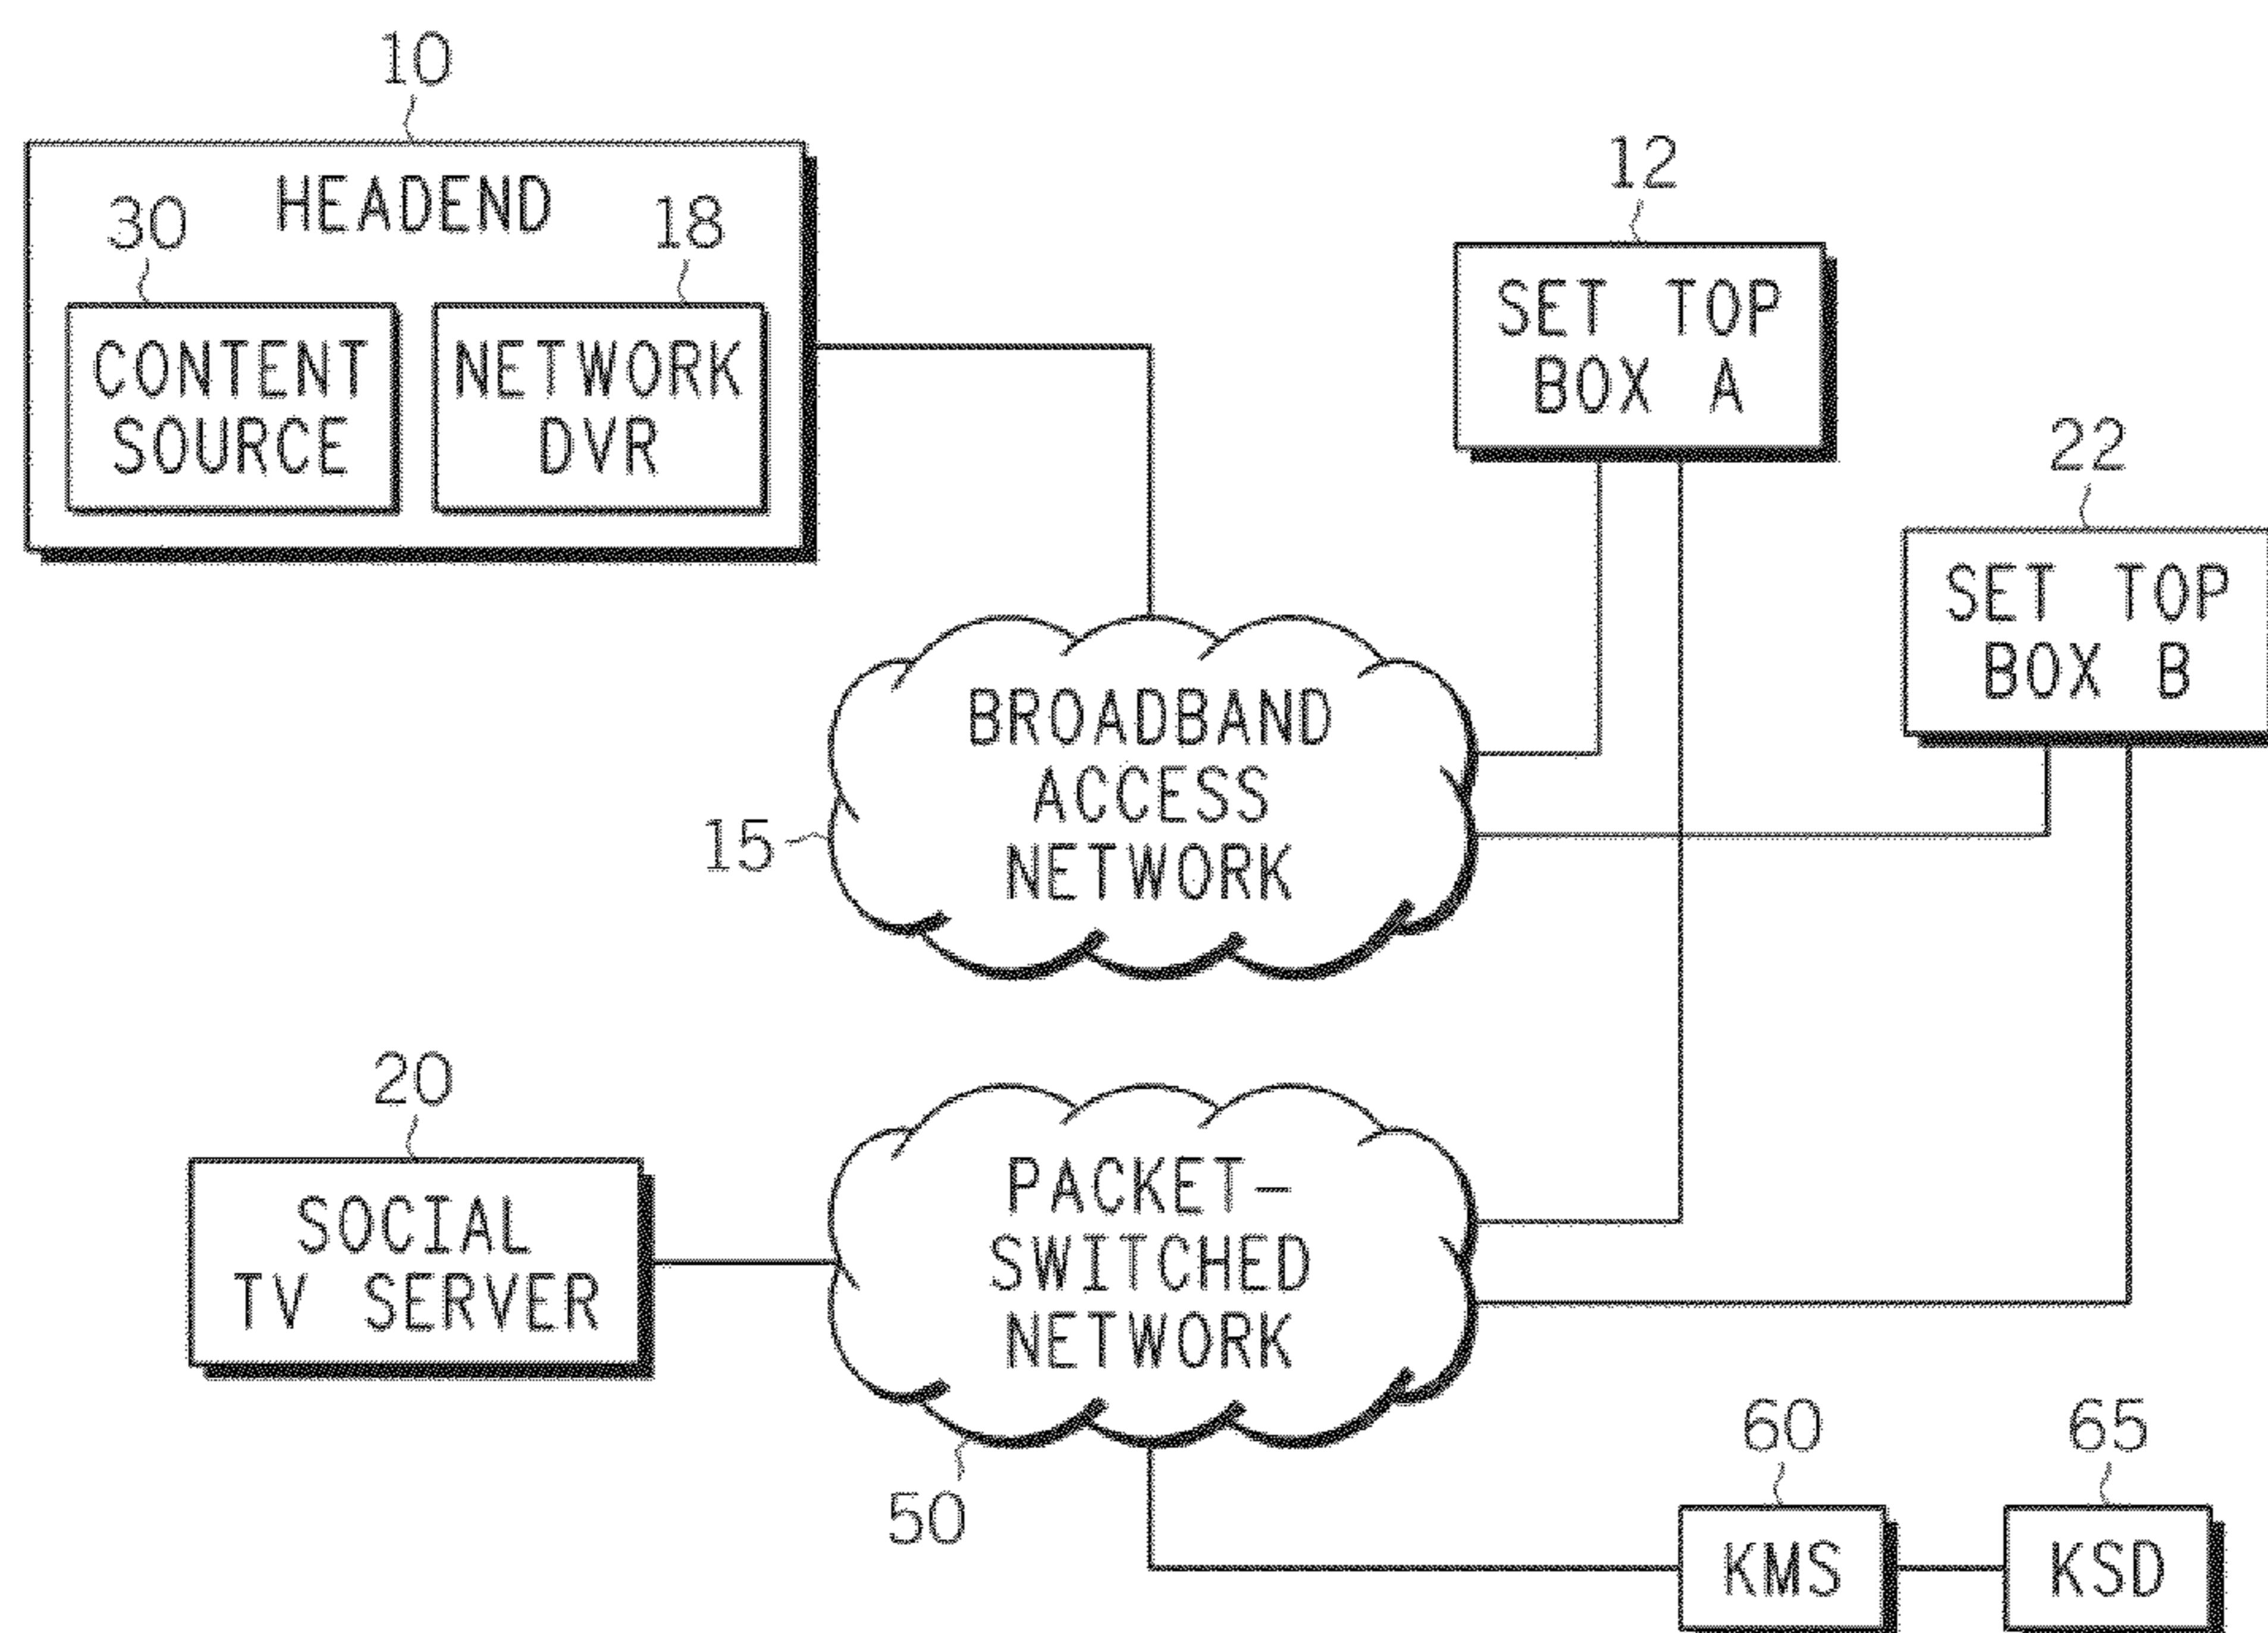 10
HEADEND
30
18
CONTENT
SOURCE
NETWORK
DVR
12
SET TOP
BOX A
22
SET TOP
BOX B
BROADBAND
ACCESS
NETWORK
15
20
SOCIAL
TV SERVER
PACKET-
SWITCHED
NETWORK
50
60
KMS
65
KSD